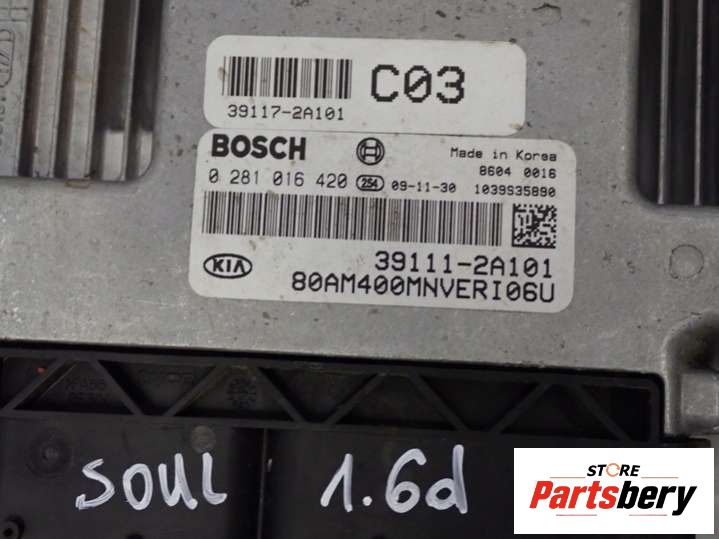 C03
39117-2A101
BOSCH
Made in Korea
8604 0016
0 281 016 420 254 09-11-30 1039S35890
39111-2A101
KIA
80AM400MNVERI06U
SOUL 1.6d
STORE
Partsbery